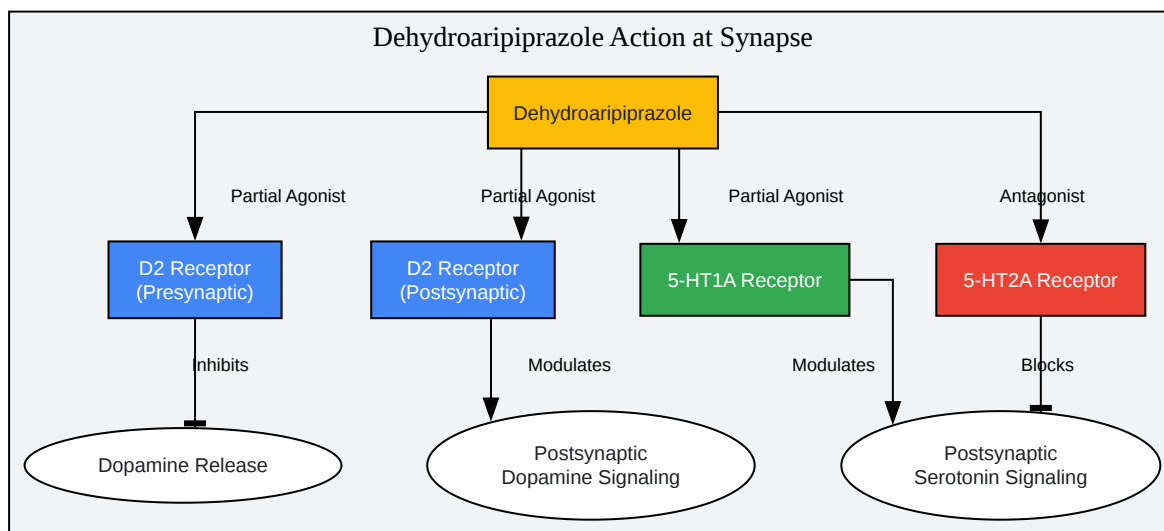 Dehydroaripiprazole Action at Synapse
Dehydroaripiprazole
Partial Agonist
Partial Agonist
Partial Agonist
Antagonist
D2 Receptor
(Presynaptic)
D2 Receptor
(Postsynaptic)
5-HT1A Receptor
5-HT2A Receptor
Inhibits
Modulates
Modulates
Blocks
Dopamine Release
Postsynaptic
Dopamine Signaling
Postsynaptic
Serotonin Signaling